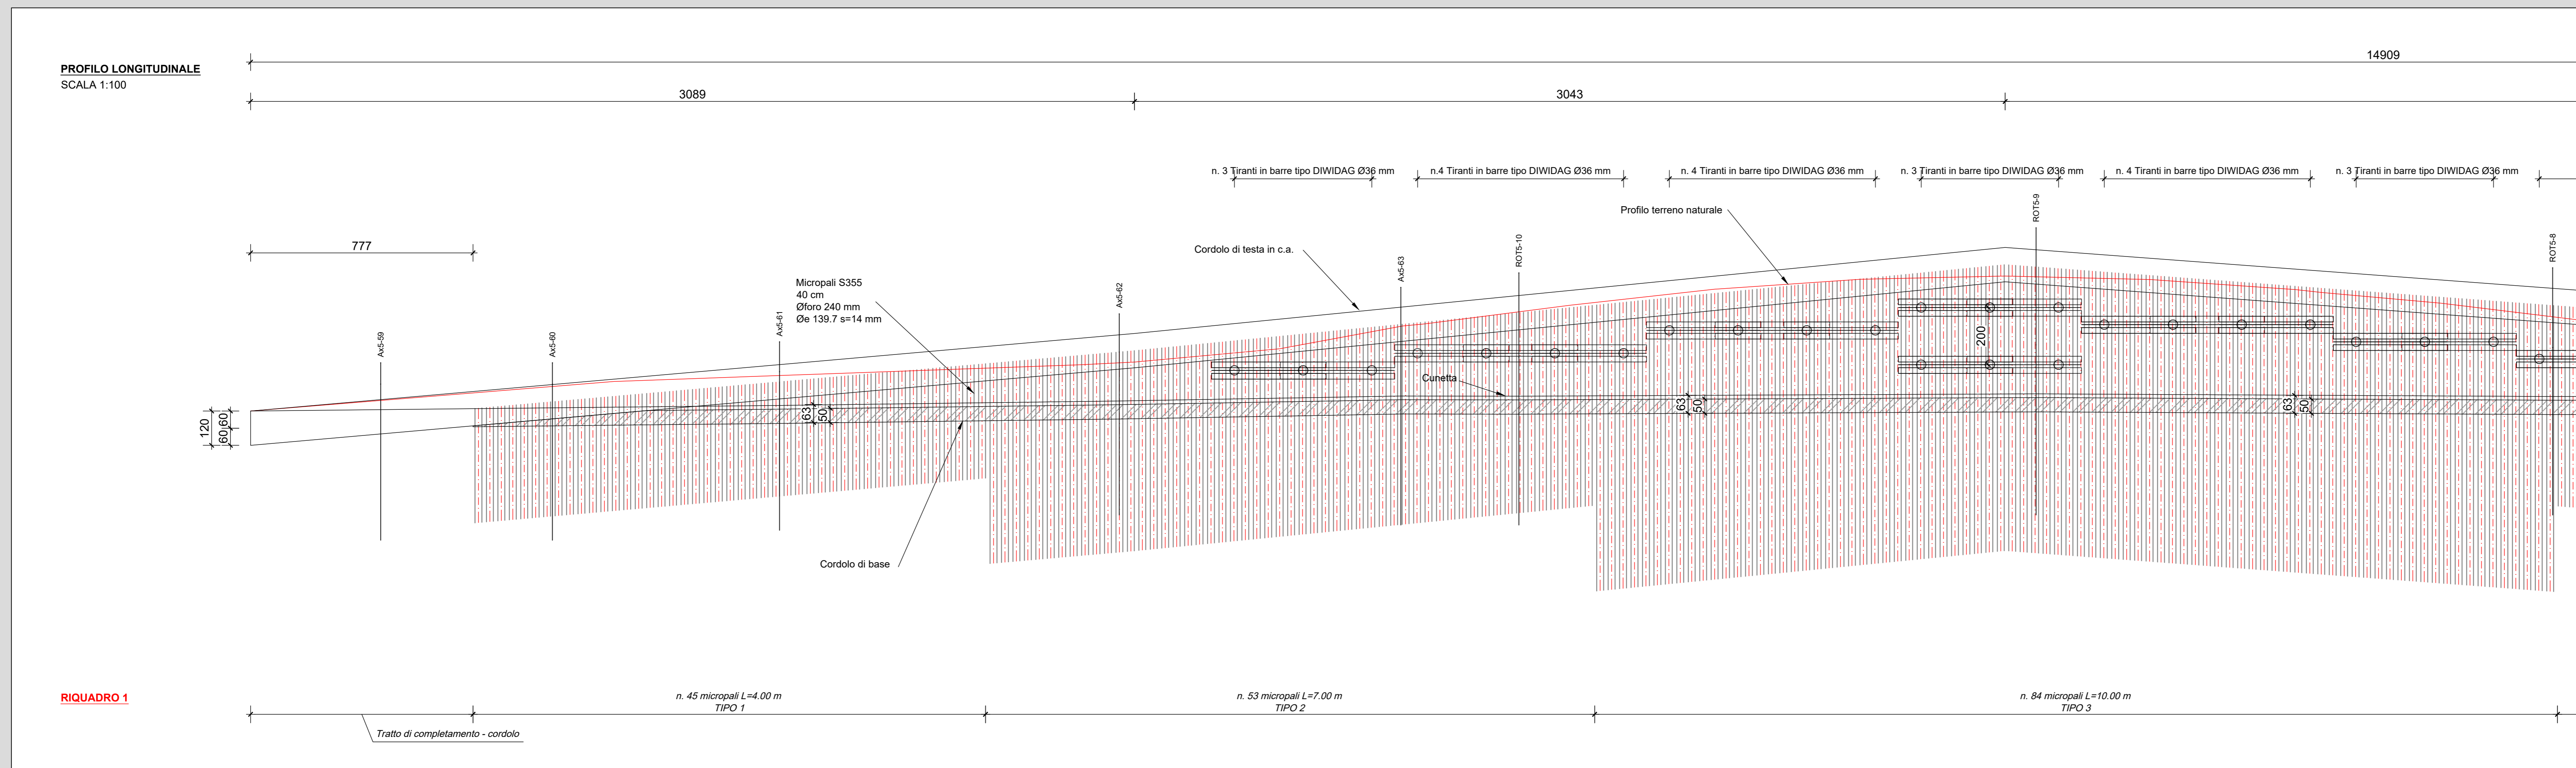 14909
PROFILO LONGITUDINALE
SCALA 1:100
3089
3043
n. 3 Tiranti in barre tipo DIWIDAG Ø36 mm
n.4 Tiranti in barre tipo DIWIDAG Ø36 mm
n. 4 Tiranti in barre tipo DIWIDAG Ø36 mm
n. 3 Tiranti in barre tipo DIWIDAG Ø36 mm
n. 4 Tiranti in barre tipo DIWIDAG Ø36 mm
n. 3 Tiranti in barre tipo DIWIDAG Ø36 mm
Profilo terreno naturale
ROT5-9
777
Cordolo di testa in c.a.
ROT5-10
ROT5-8
Ax5-63
Micropali S355
40 cm
Øforo 240 mm
Øe 139.7 s=14 mm
Ax5-62
Ax5-61
Ax5-59
Ax5-60
200
Cunetta
120
60
60
63
50
63
50
63
50
Cordolo di base
RIQUADRO 1
n. 45 micropali L=4.00 m
TIPO 1
n. 53 micropali L=7.00 m
TIPO 2
n. 84 micropali L=10.00 m
TIPO 3
Tratto di completamento - cordolo